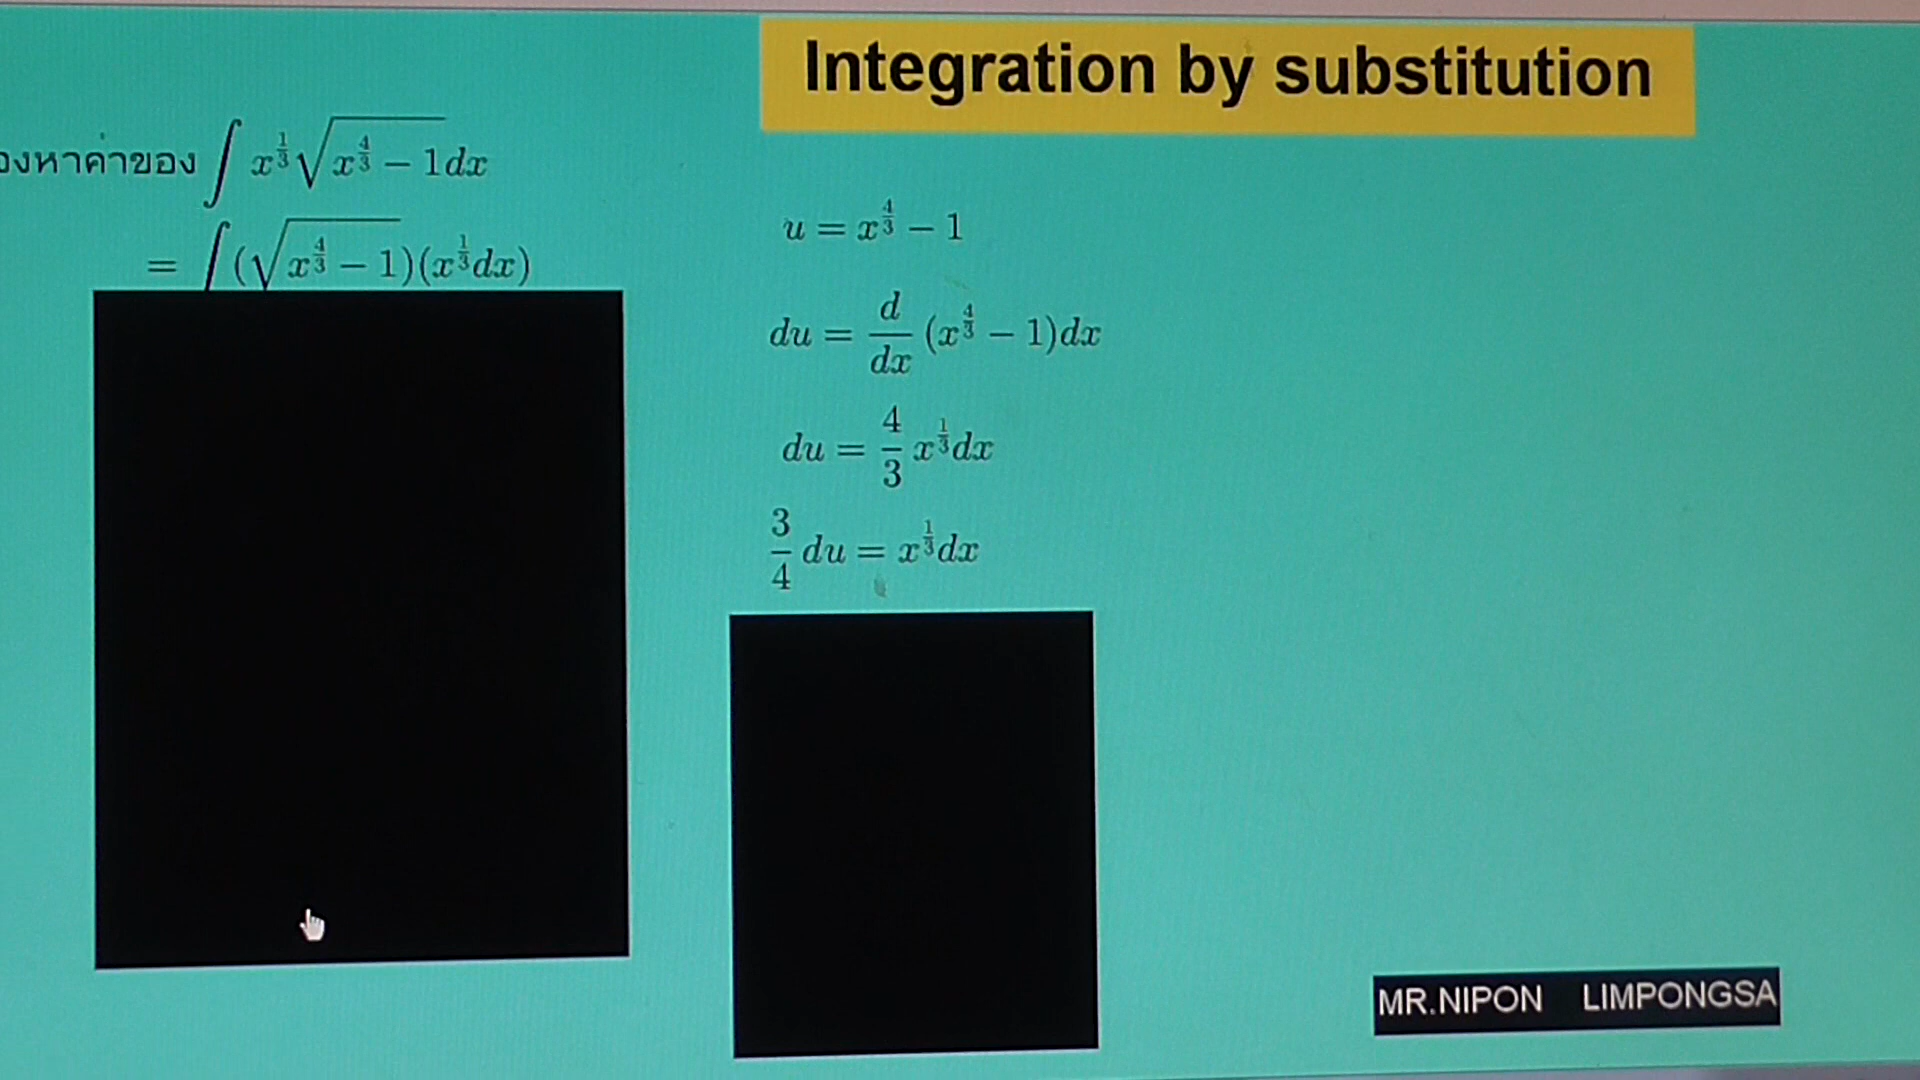 Integration by substitution
งหาค่าของ ∫ x^{1/3} √(x^{4/3} − 1) dx
= ∫ (√(x^{4/3} − 1)) (x^{1/3} dx)
u = x^{4/3} − 1
du = d/dx (x^{4/3} − 1) dx
du = 4/3 x^{1/3} dx
3/4 du = x^{1/3} dx
MR.NIPON LIMPONGSA